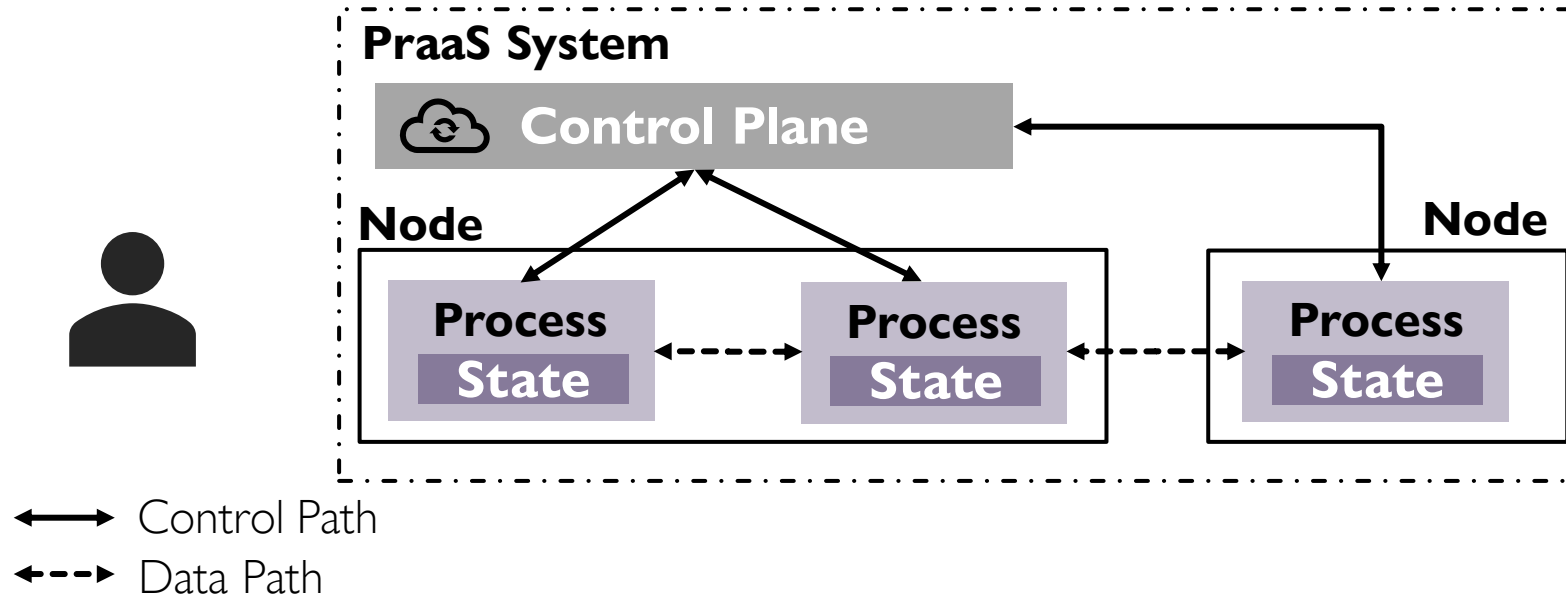 PraaS System
Control Plane
Node
Node
Process
State
Process
State
Process
State
Control Path
Data Path